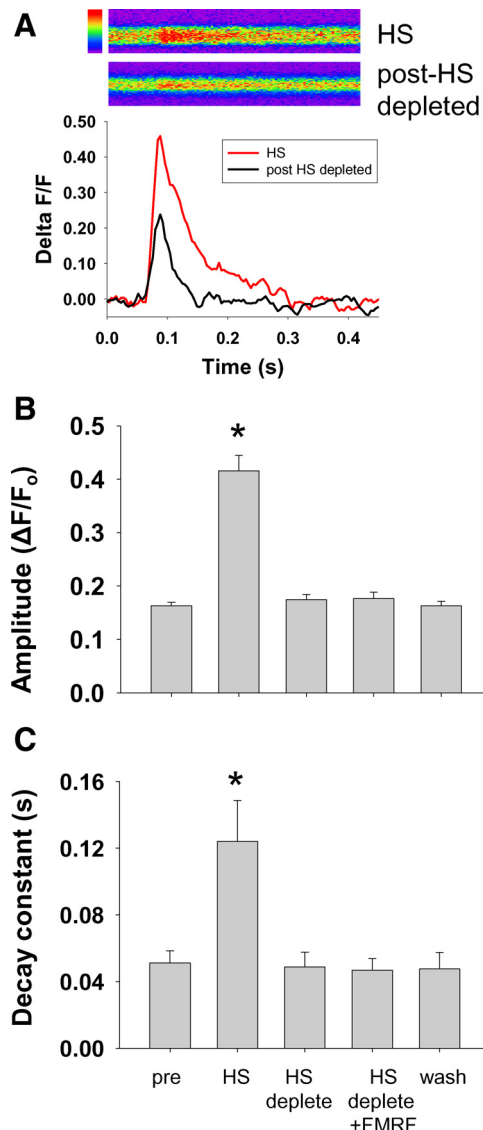 A
HS
post-HS
depleted
0.50
0.40
0.30
0.20
0.10
0.00
Delta F/F
HS
post HS depleted
0.0 0.1 0.2 0.3 0.4
Time (s)
B
0.5
0.4
0.3
0.2
0.1
0.0
Amplitude (ΔF/Fo)
*
C
0.16
0.12
0.08
0.04
0.00
Decay constant (s)
*
pre HS HS HS wash
deplete deplete
+FMRF